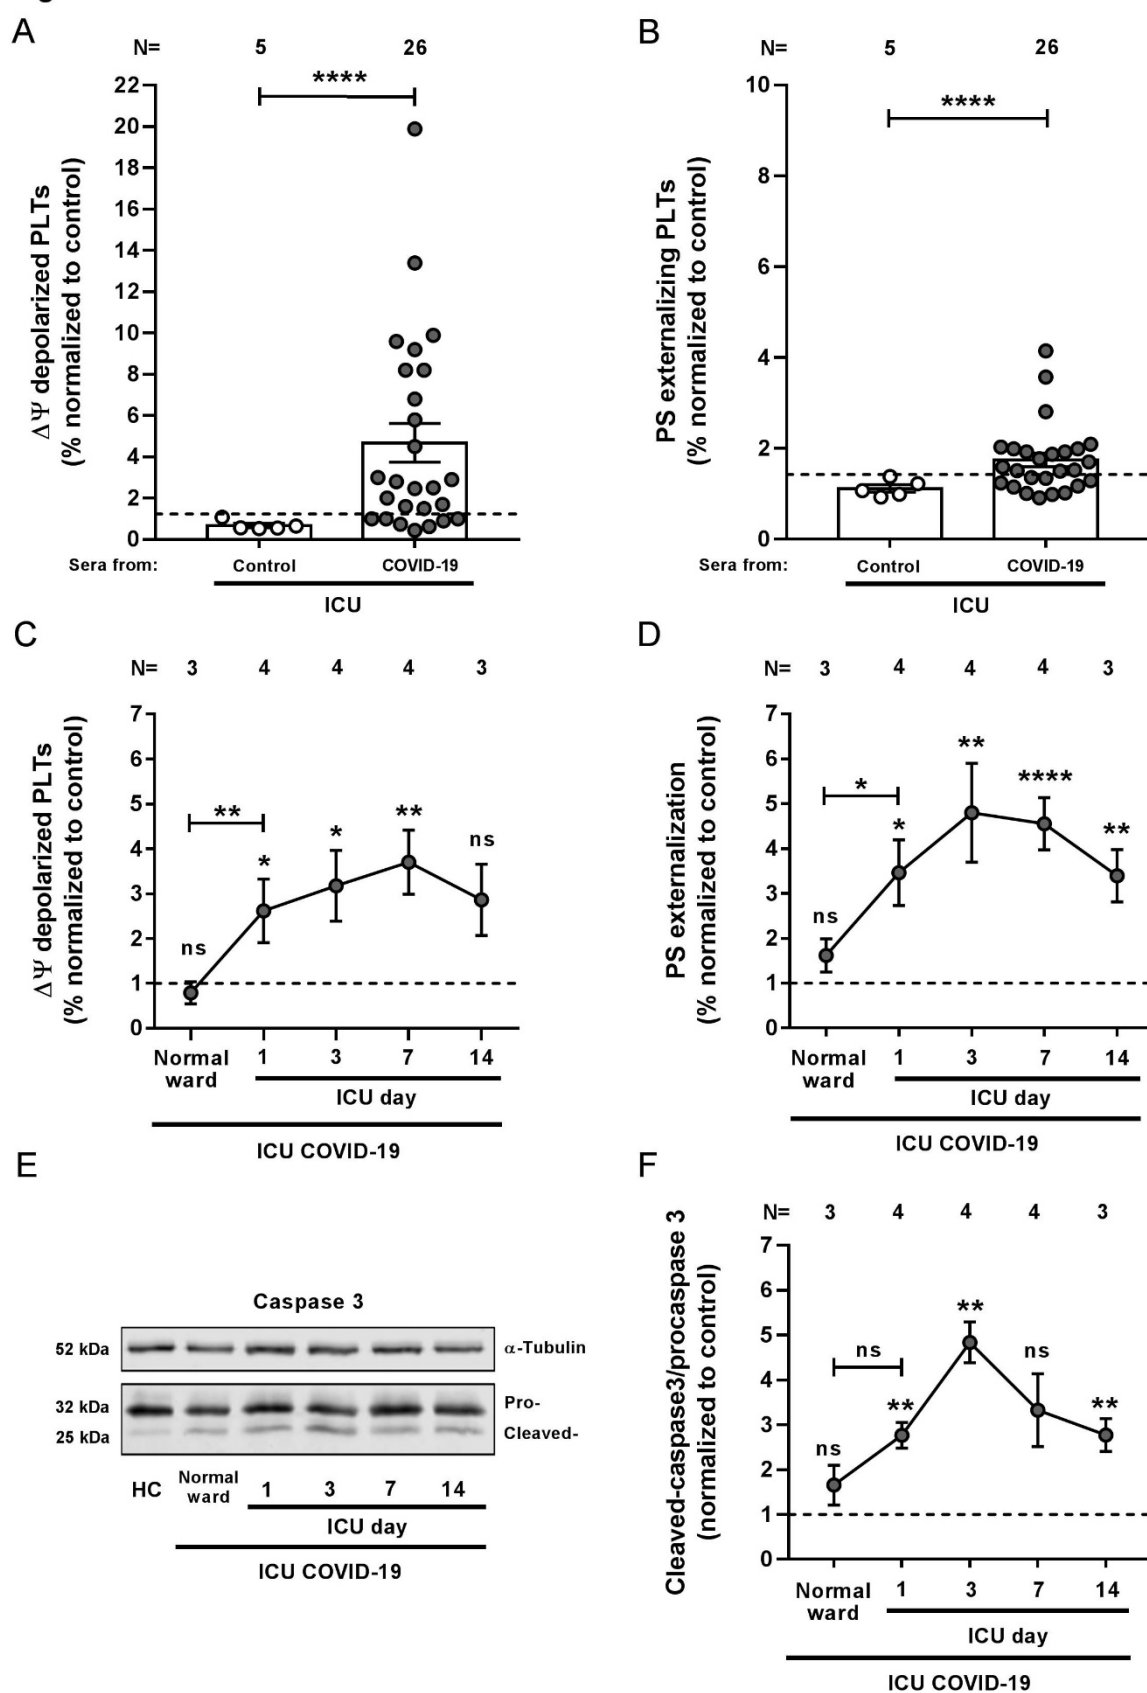 A
N= 5 26
****
22
20
18
16
14
12
10
8
6
4
2
0
ΔΨ depolarized PLTs
(% normalized to control)
Sera from: Control COVID-19
ICU
B
N= 5 26
****
10
8
6
4
2
0
PS externalizing PLTs
(% normalized to control)
Sera from: Control COVID-19
ICU
C
N= 3 4 4 4 3
7
6
5
4
3
2
1
0
ΔΨ depolarized PLTs
(% normalized to control)
ns ** * * ** ns
Normal
ward
1 3 7 14
ICU day
ICU COVID-19
D
N= 3 4 4 4 3
7
6
5
4
3
2
1
0
PS externalization
(% normalized to control)
ns * * ** **** **
Normal
ward
1 3 7 14
ICU day
ICU COVID-19
E
Caspase 3
52 kDa α-Tubulin
32 kDa Pro-
25 kDa Cleaved-
HC
Normal
ward
1 3 7 14
ICU day
ICU COVID-19
F
N= 3 4 4 4 3
7
6
5
4
3
2
1
0
Cleaved-caspase3/procaspase 3
(normalized to control)
ns ns ** ** ns **
Normal
ward
1 3 7 14
ICU day
ICU COVID-19